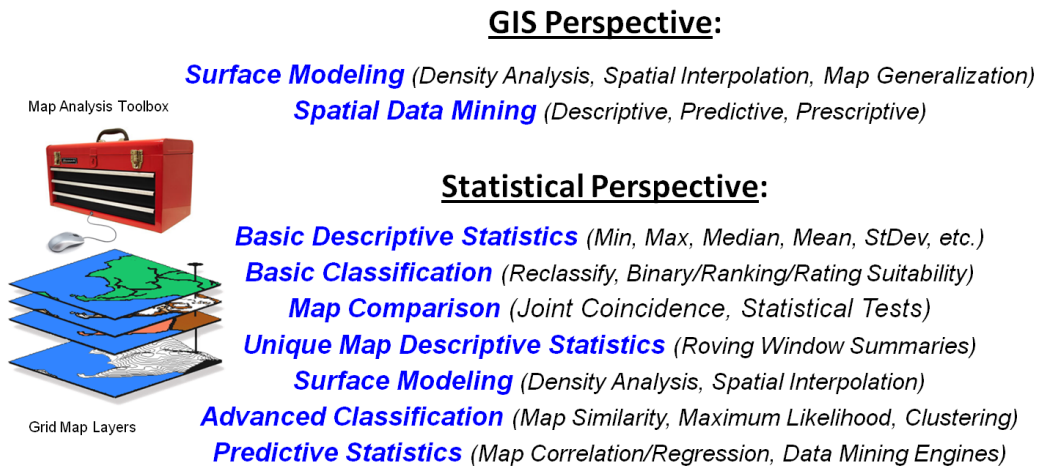 GIS Perspective:
Surface Modeling (Density Analysis, Spatial Interpolation, Map Generalization)
Spatial Data Mining (Descriptive, Predictive, Prescriptive)
Map Analysis Toolbox
Statistical Perspective:
Basic Descriptive Statistics (Min, Max, Median, Mean, StDev, etc.)
Basic Classification (Reclassify, Binary/Ranking/Rating Suitability)
Map Comparison (Joint Coincidence, Statistical Tests)
Unique Map Descriptive Statistics (Roving Window Summaries)
Surface Modeling (Density Analysis, Spatial Interpolation)
Advanced Classification (Map Similarity, Maximum Likelihood, Clustering)
Predictive Statistics (Map Correlation/Regression, Data Mining Engines)
Grid Map Layers